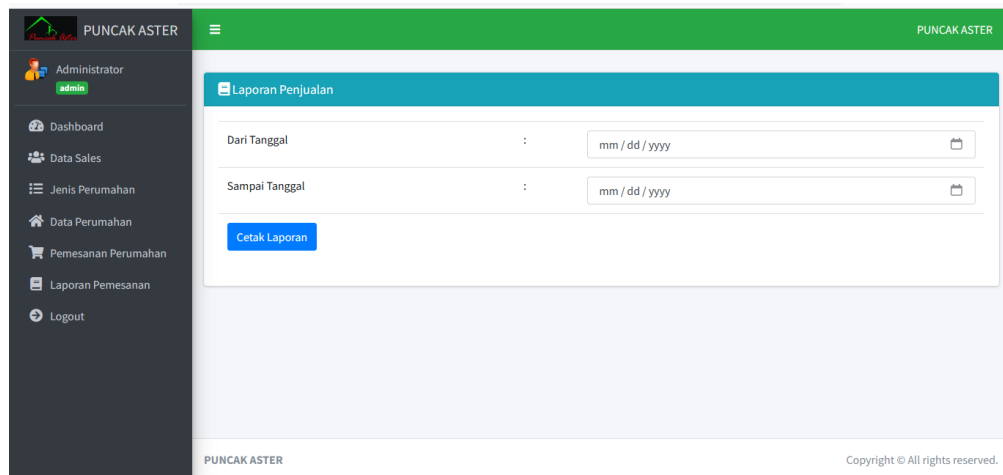 Puncak Aster
PUNCAK ASTER
PUNCAK ASTER
Administrator
admin
Dashboard
Data Sales
Jenis Perumahan
Data Perumahan
Pemesanan Perumahan
Laporan Pemesanan
Logout
Laporan Penjualan
Dari Tanggal : mm / dd / yyyy
Sampai Tanggal : mm / dd / yyyy
Cetak Laporan
PUNCAK ASTER
Copyright © All rights reserved.